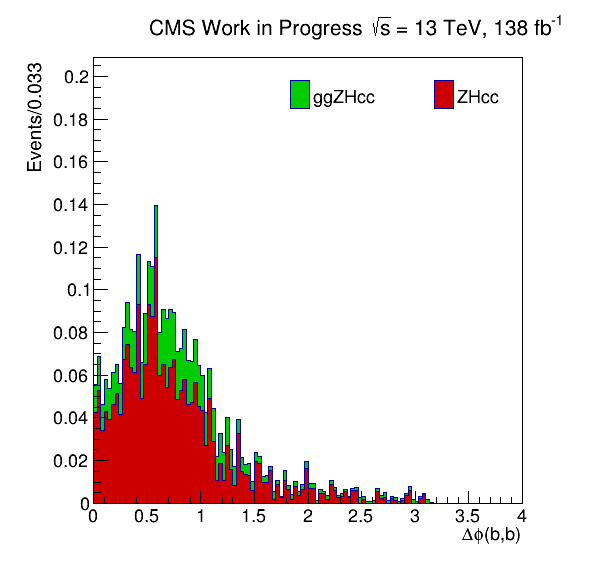 CMS Work in Progress √s = 13 TeV, 138 fb⁻¹
Events/0.033
0.2
0.18
0.16
0.14
0.12
0.1
0.08
0.06
0.04
0.02
0
ggZHcc ZHcc
0 0.5 1 1.5 2 2.5 3 3.5 4
Δϕ(b,b)